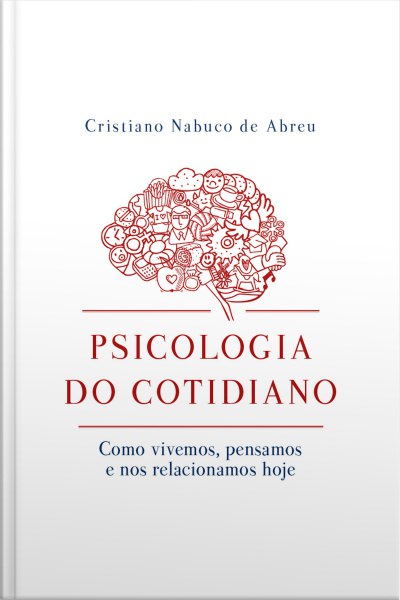 Cristiano Nabuco de Abreu
PSICOLOGIA
DO COTIDIANO
Como vivemos, pensamos
e nos relacionamos hoje